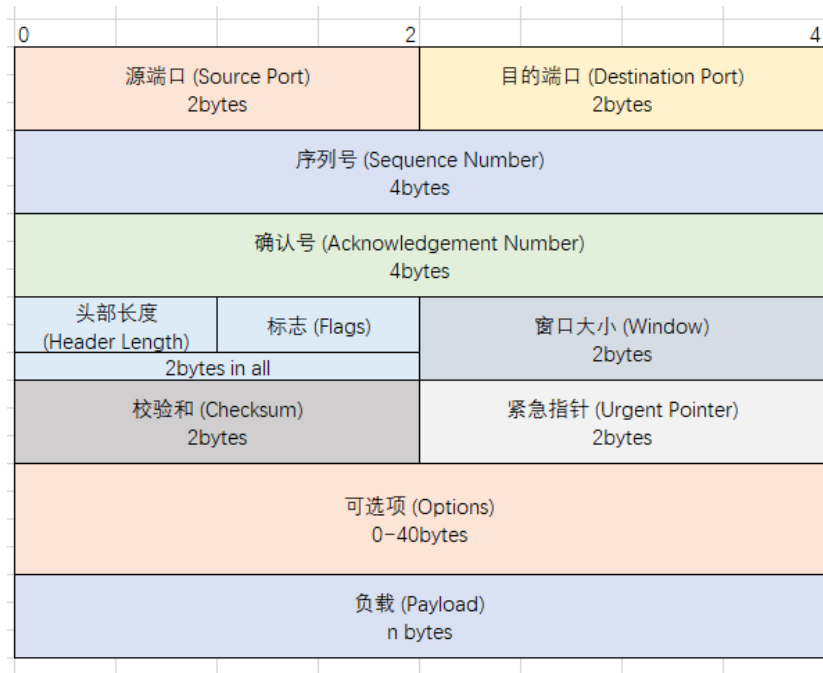 0 2 4
源端口 (Source Port) 目的端口 (Destination Port)
2bytes 2bytes
序列号 (Sequence Number)
4bytes
确认号 (Acknowledgement Number)
4bytes
头部长度
(Header Length)
标志 (Flags)
2bytes in all
窗口大小 (Window)
2bytes
校验和 (Checksum) 紧急指针 (Urgent Pointer)
2bytes 2bytes
可选项 (Options)
0-40bytes
负载 (Payload)
n bytes